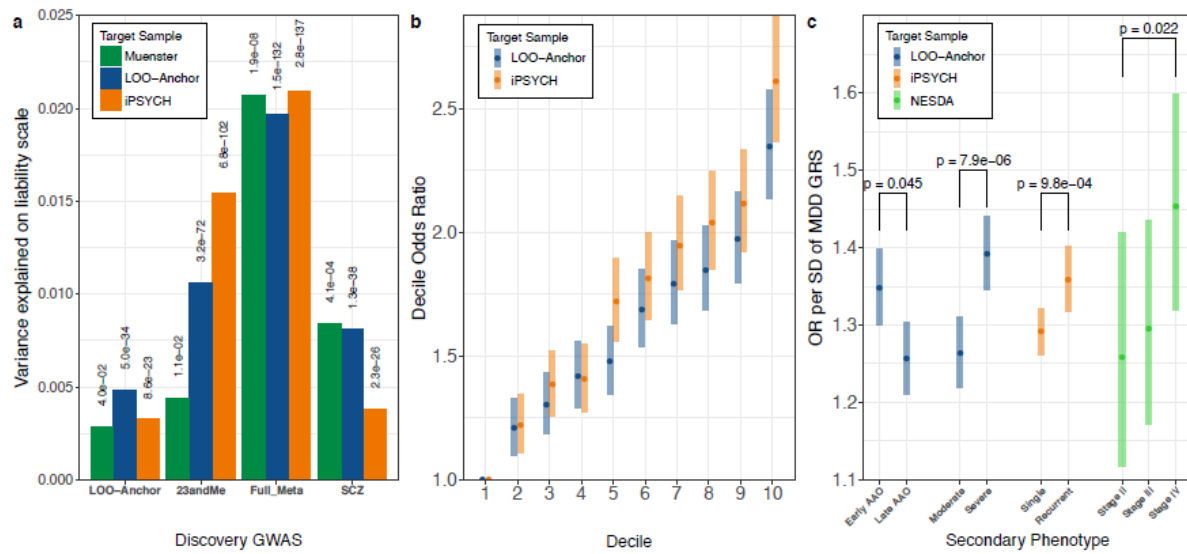 a
Target Sample
Muenster
LOO-Anchor
iPSYCH
Variance explained on liability scale
0.025
0.020
0.015
0.010
0.005
0.000
4.0e-02
5.0e-34
8.6e-23
1.1e-02
3.2e-72
6.8e-102
1.9e-08
1.5e-132
2.8e-137
4.1e-04
1.3e-38
2.3e-26
LOO-Anchor 23andMe Full_Meta SCZ
Discovery GWAS
b
Target Sample
LOO-Anchor
iPSYCH
Decile Odds Ratio
2.5
2.0
1.5
1.0
1 2 3 4 5 6 7 8 9 10
Decile
c
Target Sample
LOO-Anchor
iPSYCH
NESDA
OR per SD of MDD GRS
1.6
1.5
1.4
1.3
1.2
1.1
p = 0.022
p = 7.9e-06
p = 0.045
p = 9.8e-04
Early AAO
Late AAO
Moderate
Severe
Single
Recurrent
Stage II
Stage III
Stage IV
Secondary Phenotype